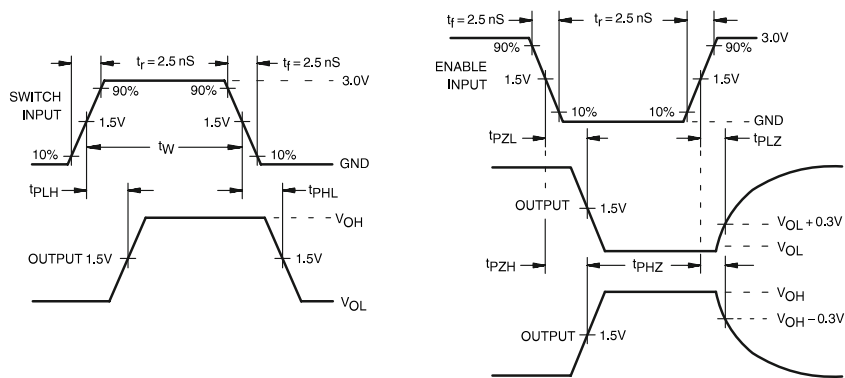 tr = 2.5 nS
tf = 2.5 nS
3.0V
SWITCH
INPUT
90%
90%
1.5V
1.5V
10%
10%
tW
GND
tPLH
tPHL
VOH
OUTPUT 1.5V
1.5V
VOL
tf = 2.5 nS
tr = 2.5 nS
3.0V
90%
90%
ENABLE
INPUT
1.5V
1.5V
10%
10%
GND
tPZL
tPLZ
OUTPUT
1.5V
VOL + 0.3V
VOL
tPZH
tPHZ
VOH
VOH − 0.3V
OUTPUT
1.5V